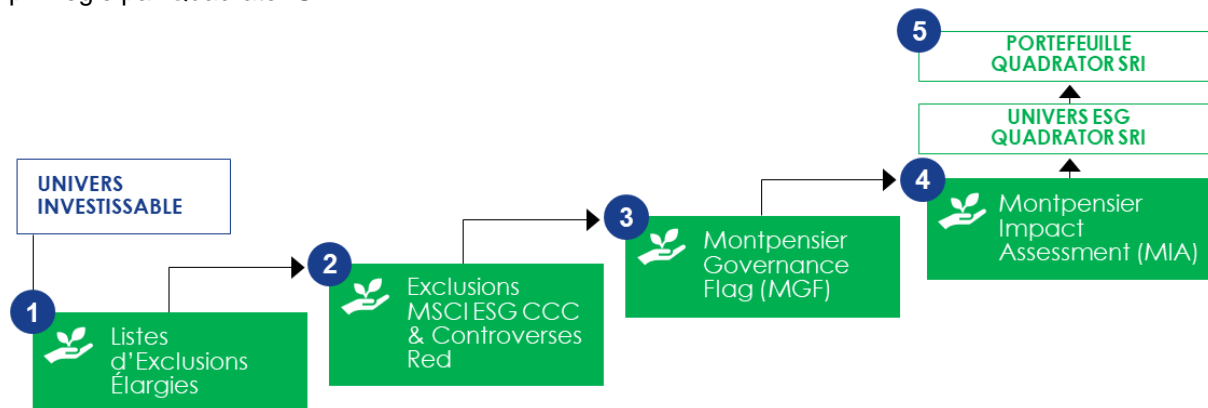 5
PORTEFEUILLE
QUADRATOR SRI
UNIVERS ESG
QUADRATOR SRI
UNIVERS
INVESTISSABLE
1
Listes
d'Exclusions
Élargies
2
Exclusions
MSCI ESG CCC
& Controverses
Red
3
Montpensier
Governance
Flag (MGF)
4
Montpensier
Impact
Assessment (MIA)